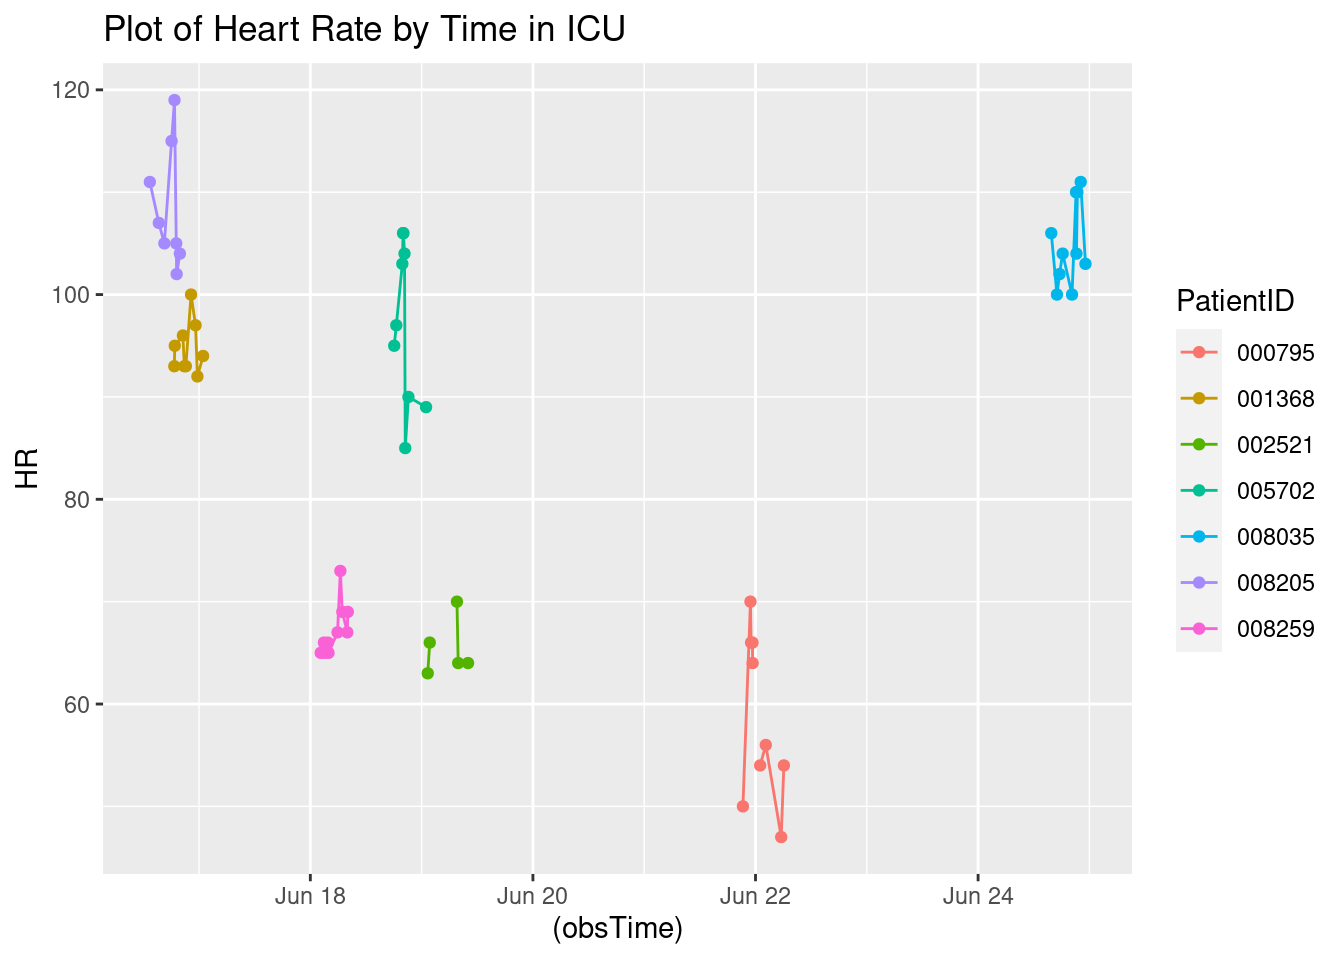 Plot of Heart Rate by Time in ICU
120
100
80
60
HR
Jun 18
Jun 20
Jun 22
Jun 24
(obsTime)
PatientID
000795
001368
002521
005702
008035
008205
008259